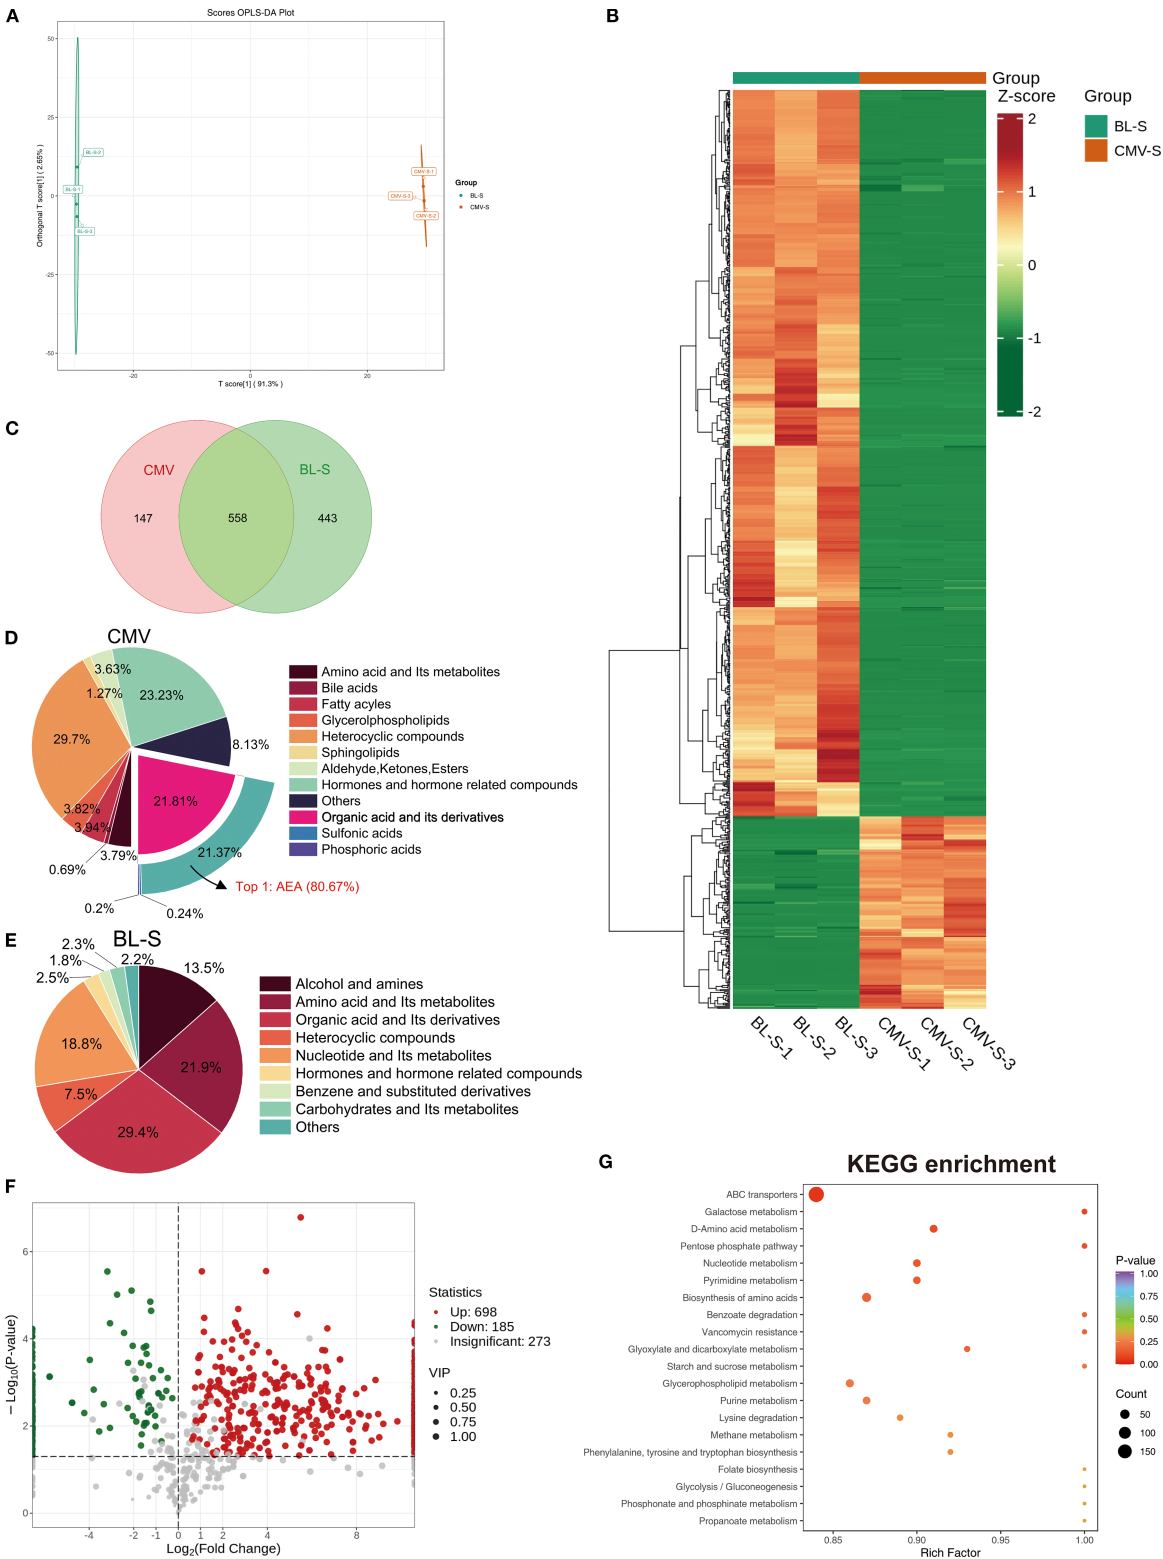 A
Scores OPLS-DA Plot
50
25
0
-25
-50
Orthogonal T score[1] ( 2.65% )
BL-S-2
BL-S-1
BL-S-3
CMV-S-1
CMV-S-3
CMV-S-2
-20
0
20
T score[1] ( 91.3% )
Group
BL-S
CMV-S
B
Group
Z-score
2
1
0
-1
-2
Group
BL-S
CMV-S
BL-S-1
BL-S-2
BL-S-3
CMV-S-1
CMV-S-2
CMV-S-3
C
CMV
BL-S
147
558
443
D
CMV
3.63%
1.27%
23.23%
29.7%
8.13%
21.81%
3.82%
3.94%
3.79%
0.69%
21.37%
0.2%
0.24%
Top 1: AEA (80.67%)
Amino acid and Its metabolites
Bile acids
Fatty acyles
Glycerolphospholipids
Heterocyclic compounds
Sphingolipids
Aldehyde,Ketones,Esters
Hormones and hormone related compounds
Others
Organic acid and its derivatives
Sulfonic acids
Phosphoric acids
E
BL-S
2.3%
1.8%
2.5%
2.2%
13.5%
18.8%
21.9%
7.5%
29.4%
Alcohol and amines
Amino acid and Its metabolites
Organic acid and Its derivatives
Heterocyclic compounds
Nucleotide and Its metabolites
Hormones and hormone related compounds
Benzene and substituted derivatives
Carbohydrates and Its metabolites
Others
F
6
4
2
0
– Log10(P-value)
-4
-2
-1
0
1
2
4
8
Log2(Fold Change)
Statistics
Up: 698
Down: 185
Insignificant: 273
VIP
0.25
0.50
0.75
1.00
G
KEGG enrichment
ABC transporters
Galactose metabolism
D-Amino acid metabolism
Pentose phosphate pathway
Nucleotide metabolism
Pyrimidine metabolism
Biosynthesis of amino acids
Benzoate degradation
Vancomycin resistance
Glyoxylate and dicarboxylate metabolism
Starch and sucrose metabolism
Glycerophospholipid metabolism
Purine metabolism
Lysine degradation
Methane metabolism
Phenylalanine, tyrosine and tryptophan biosynthesis
Folate biosynthesis
Glycolysis / Gluconeogenesis
Phosphonate and phosphinate metabolism
Propanoate metabolism
0.85
0.90
0.95
1.00
Rich Factor
P-value
1.00
0.75
0.50
0.25
0.00
Count
50
100
150